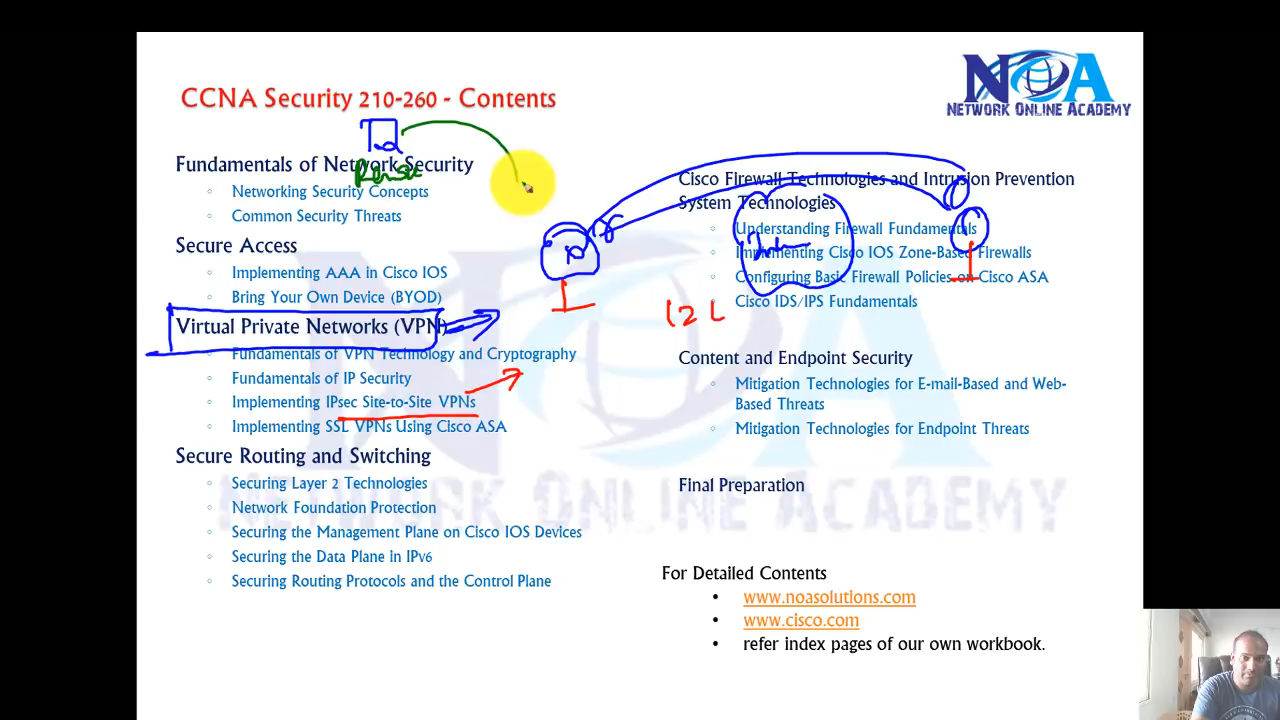 NOA
NETWORK ONLINE ACADEMY
CCNA Security 210-260 - Contents
Fundamentals of Network Security
◦ Networking Security Concepts
◦ Common Security Threats
Secure Access
◦ Implementing AAA in Cisco IOS
◦ Bring Your Own Device (BYOD)
Virtual Private Networks (VPN)
◦ Fundamentals of VPN Technology and Cryptography
◦ Fundamentals of IP Security
◦ Implementing IPsec Site-to-Site VPNs
◦ Implementing SSL VPNs Using Cisco ASA
Secure Routing and Switching
◦ Securing Layer 2 Technologies
◦ Network Foundation Protection
◦ Securing the Management Plane on Cisco IOS Devices
◦ Securing the Data Plane in IPv6
◦ Securing Routing Protocols and the Control Plane
Cisco Firewall Technologies and Intrusion Prevention
System Technologies
◦ Understanding Firewall Fundamentals
◦ Implementing Cisco IOS Zone-Based Firewalls
◦ Configuring Basic Firewall Policies on Cisco ASA
◦ Cisco IDS/IPS Fundamentals
L2L
Content and Endpoint Security
◦ Mitigation Technologies for E-mail-Based and Web-
Based Threats
◦ Mitigation Technologies for Endpoint Threats
Final Preparation
NETWORK ONLINE ACADEMY
For Detailed Contents
• www.noasolutions.com
• www.cisco.com
• refer index pages of our own workbook.